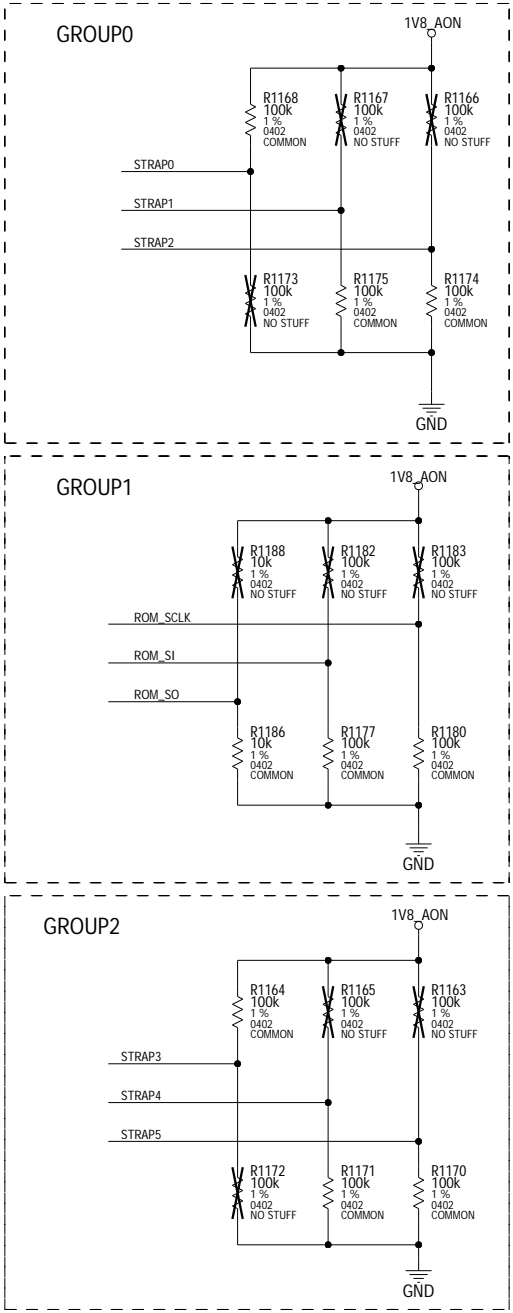 GROUP0
1V8_AON
R1168
100k
1 %
0402
COMMON
R1167
100k
1 %
0402
NO STUFF
R1166
100k
1 %
0402
NO STUFF
STRAP0
STRAP1
STRAP2
R1173
100k
1 %
0402
NO STUFF
R1175
100k
1 %
0402
COMMON
R1174
100k
1 %
0402
COMMON
GND
GROUP1
1V8_AON
R1188
10k
1 %
0402
NO STUFF
R1182
100k
1 %
0402
NO STUFF
R1183
100k
1 %
0402
NO STUFF
ROM_SCLK
ROM_SI
ROM_SO
R1186
10k
1 %
0402
COMMON
R1177
100k
1 %
0402
COMMON
R1180
100k
1 %
0402
COMMON
GND
GROUP2
1V8_AON
R1164
100k
1 %
0402
COMMON
R1165
100k
1 %
0402
NO STUFF
R1163
100k
1 %
0402
NO STUFF
STRAP3
STRAP4
STRAP5
R1172
100k
1 %
0402
NO STUFF
R1171
100k
1 %
0402
COMMON
R1170
100k
1 %
0402
COMMON
GND